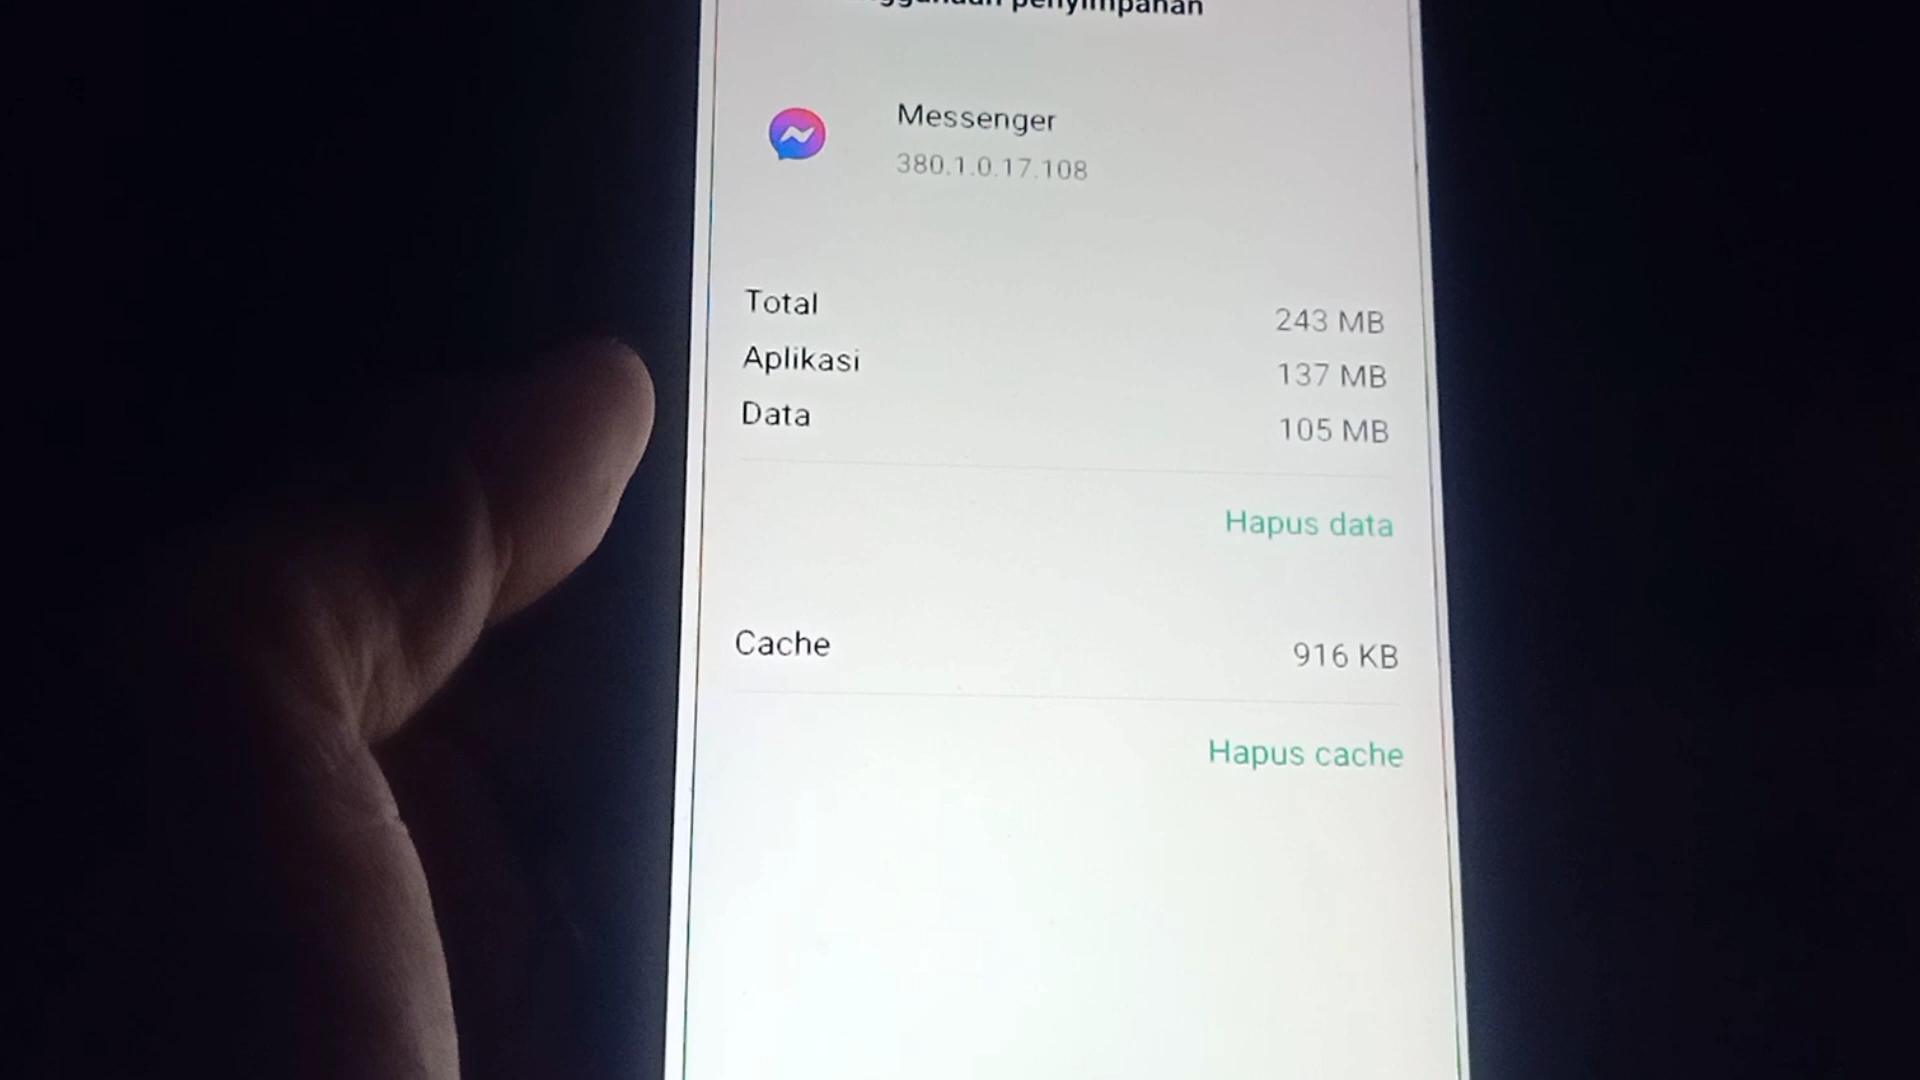 penyimpanan
Messenger
380.1.0.17.108
Total 243 MB
Aplikasi 137 MB
Data 105 MB
Hapus data
Cache 916 KB
Hapus cache